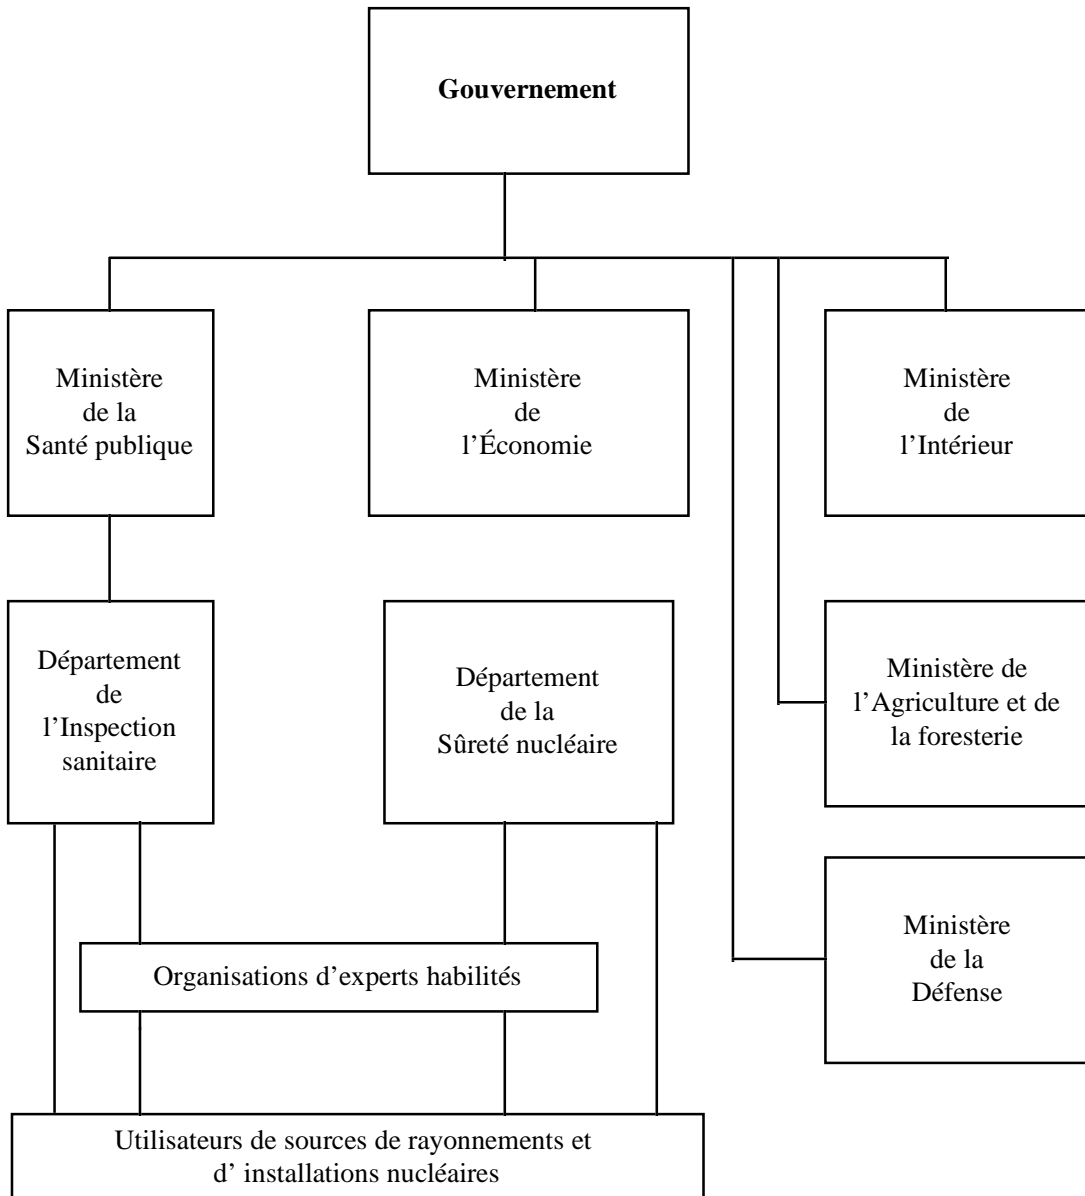 Gouvernement
Ministère
de la
Santé publique
Ministère
de
l’Économie
Ministère
de
l’Intérieur
Département
de
l’Inspection
sanitaire
Département
de la
Sûreté nucléaire
Ministère de
l’Agriculture et de
la foresterie
Ministère
de la
Défense
Organisations d’experts habilités
Utilisateurs de sources de rayonnements et
d’ installations nucléaires